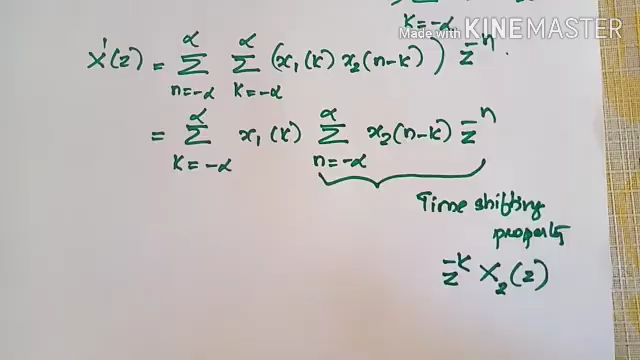 K=-α
Made with KINEMASTER
X'(z) = Σ_{n=-α}^{α} Σ_{K=-α}^{α} (x₁(k) x₂(n-k)) z^{-n}.
= Σ_{K=-α}^{α} x₁(k) Σ_{n=-α}^{α} x₂(n-k) z^{-n}
Time shifting
property
z^{-k} X₂(z)